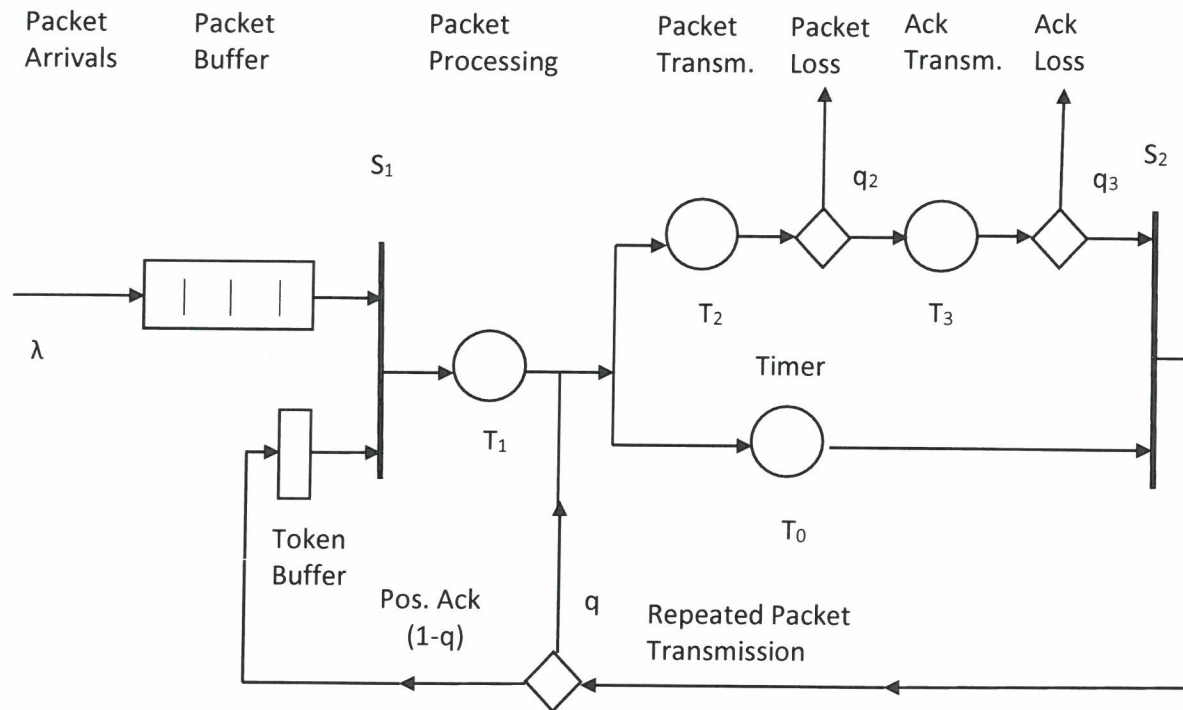 Packet
Arrivals
Packet
Buffer
Packet
Processing
Packet
Transm.
Packet
Loss
Ack
Transm.
Ack
Loss
S₁
q₂
q₃
S₂
T₂
T₃
λ
Timer
T₁
T₀
Token
Buffer
Pos. Ack
(1-q)
q
Repeated Packet
Transmission